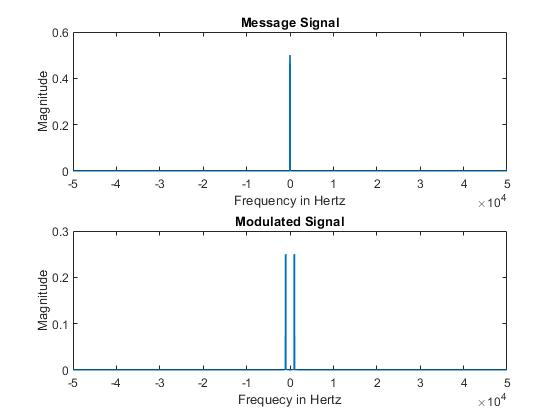 Message Signal
0.6
0.4
0.2
0
Magnitude
-5 -4 -3 -2 -1 0 1 2 3 4 5
Frequency in Hertz
×10^4
Modulated Signal
0.3
0.2
0.1
0
Magnitude
-5 -4 -3 -2 -1 0 1 2 3 4 5
Frequecy in Hertz
×10^4